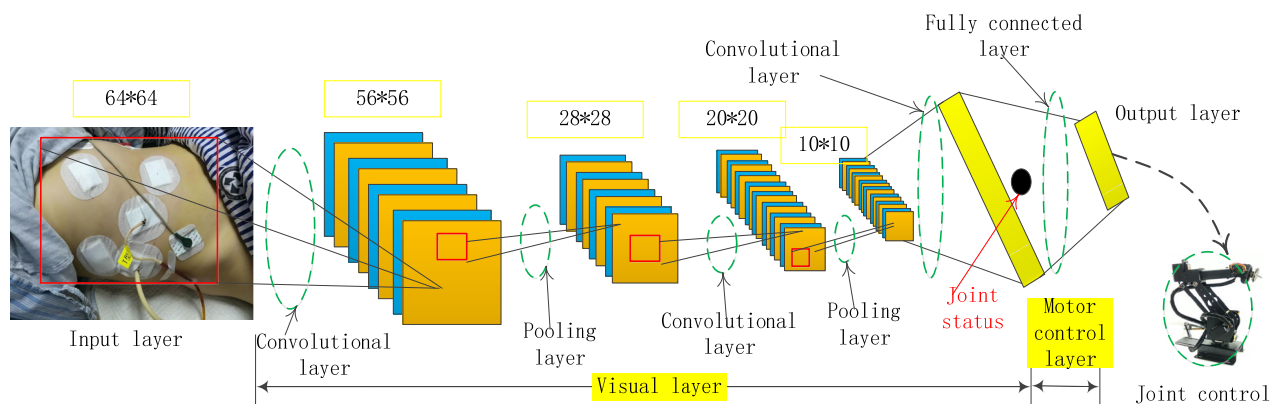 64*64
56*56
28*28
20*20
10*10
Convolutional
layer
Fully connected
layer
Output layer
Input layer
Convolutional
layer
Pooling
layer
Convolutional
layer
Pooling
layer
Joint
status
Motor
control
layer
Visual layer
Joint control